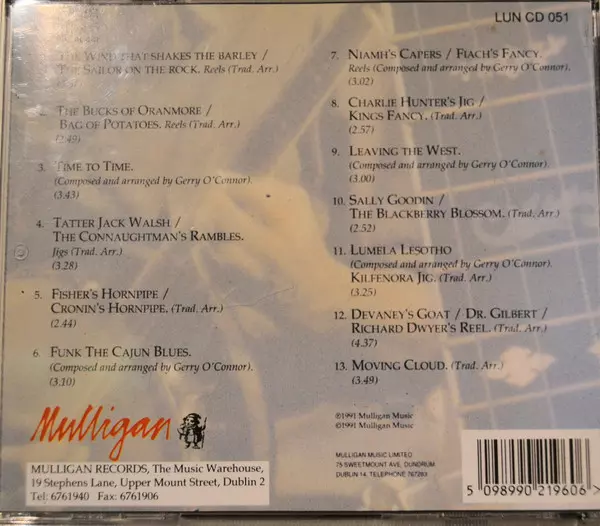 LUN CD 051
THE WIND THAT SHAKES THE BARLEY /
THE SAILOR ON THE ROCK. Reels (Trad. Arr.)
2. THE BUCKS OF ORANMORE /
BAG OF POTATOES. Reels (Trad. Arr.)
(2.49)
3. TIME TO TIME.
(Composed and arranged by Gerry O'Connor).
(3.43)
4. TATTER JACK WALSH /
THE CONNAUGHTMAN'S RAMBLES.
Jigs (Trad. Arr.)
(3.28)
5. FISHER'S HORNPIPE /
CRONIN'S HORNPIPE. (Trad. Arr.)
(2.44)
6. FUNK THE CAJUN BLUES.
(Composed and arranged by Gerry O'Connor).
(3.10)
7. NIAMH'S CAPERS / FIACH'S FANCY.
Reels (Composed and arranged by Gerry O'Connor).
(3.02)
8. CHARLIE HUNTER'S JIG /
KINGS FANCY. (Trad. Arr.)
(2.57)
9. LEAVING THE WEST.
(Composed and arranged by Gerry O'Connor).
(3.00)
10. SALLY GOODIN /
THE BLACKBERRY BLOSSOM. (Trad. Arr.)
(2.52)
11. LUMELA LESOTHO
(Composed and arranged by Gerry O'Connor).
KILFENORA JIG. (Trad. Arr.)
(3.25)
12. DEVANEY'S GOAT / DR. GILBERT /
RICHARD DWYER'S REEL. (Trad. Arr.)
(4.37)
13. MOVING CLOUD. (Trad. Arr.)
(3.49)
Mulligan
MULLIGAN RECORDS, The Music Warehouse,
19 Stephens Lane, Upper Mount Street, Dublin 2
Tel: 6761940 Fax: 6761906
℗1991 Mulligan Music
©1991 Mulligan Music
MULLIGAN MUSIC LIMITED
75 SWEETMOUNT AVE, DUNDRUM
DUBLIN 14. TELEPHONE 767293
5 098990 219606 >